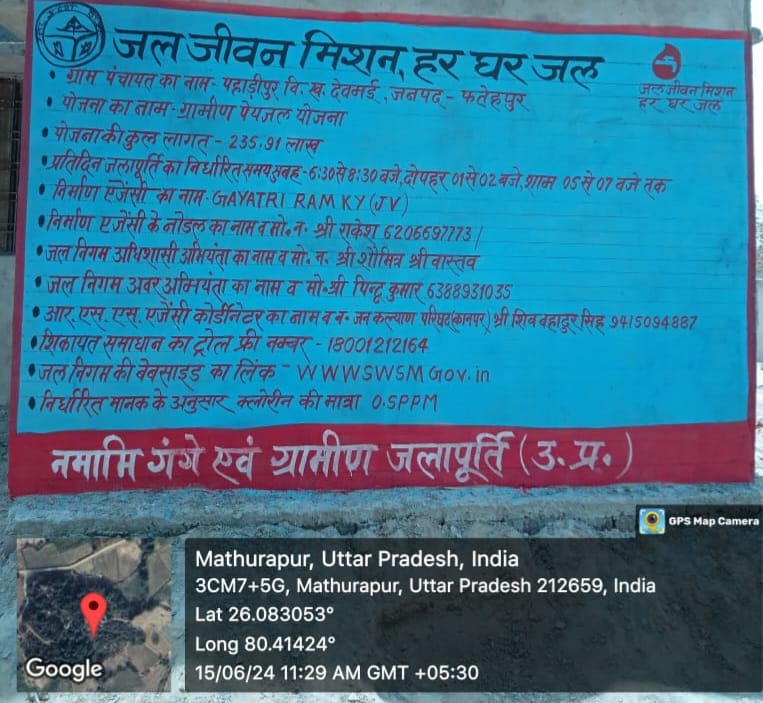 जल जीवन मिशन, हर घर जल
जल जीवन मिशन
हर घर जल
• ग्राम पंचायत का नाम- पहाड़ीपुर वि. ख. देवमई, जनपद - फतेहपुर
• योजना का नाम-ग्रामीण पेयजल योजना
• योजना की कुल लागत - 235.91 लाख
• प्रतिदिन जलापूर्ति का निर्धारित समय सुबह - 6:30 से 8:30 बजे, दोपहर 01 से 02 बजे, शाम 05 से 07 बजे तक
• निर्माण ऐजेंसी का नाम- GAYATRI RAMKY (JV)
• निर्माण एजेंसी के नोडल का नाम व मो. न. श्री राकेश 6206697773/
• जल निगम अधिशासी अभियंता का नाम व मो. न. श्री शौमित्र श्रीवास्तव
• जल निगम अवर अभियंता का नाम व मो- श्री पिन्टू कुमार 6388931035
• आर. एस. एस. एजेंसी कोर्डीनेटर का नाम व न- जन कल्याण परिषद (कानपुर) श्री शिव बहादुर सिंह 9415094887
• शिकायत समाधान का ट्रोल फ्री नम्बर - 18001212164
• जल निगम की बेबसाइड का लिंक - WWWSWSMGov.in
• निर्धारित मानक के अनुसार क्लोरीन की मात्रा 0.5PPM
नमामि गंगे एवं ग्रामीण जलापूर्ति (उ. प्र.)
GPS Map Camera
Mathurapur, Uttar Pradesh, India
3CM7+5G, Mathurapur, Uttar Pradesh 212659, India
Lat 26.083053°
Long 80.41424°
15/06/24 11:29 AM GMT +05:30
Google